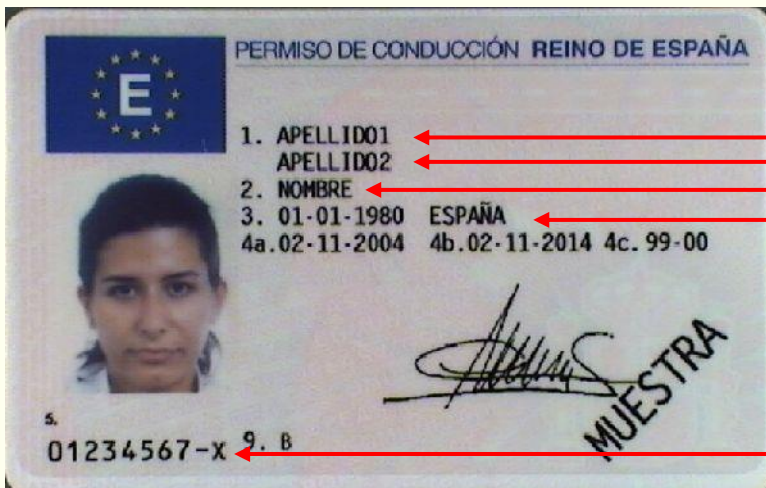 PERMISO DE CONDUCCIÓN REINO DE ESPAÑA
E
1. APELLIDO1
APELLIDO2
2. NOMBRE
3. 01-01-1980 ESPAÑA
4a.02-11-2004 4b.02-11-2014 4c.99-00
MUESTRA
5.
01234567-X 9. B